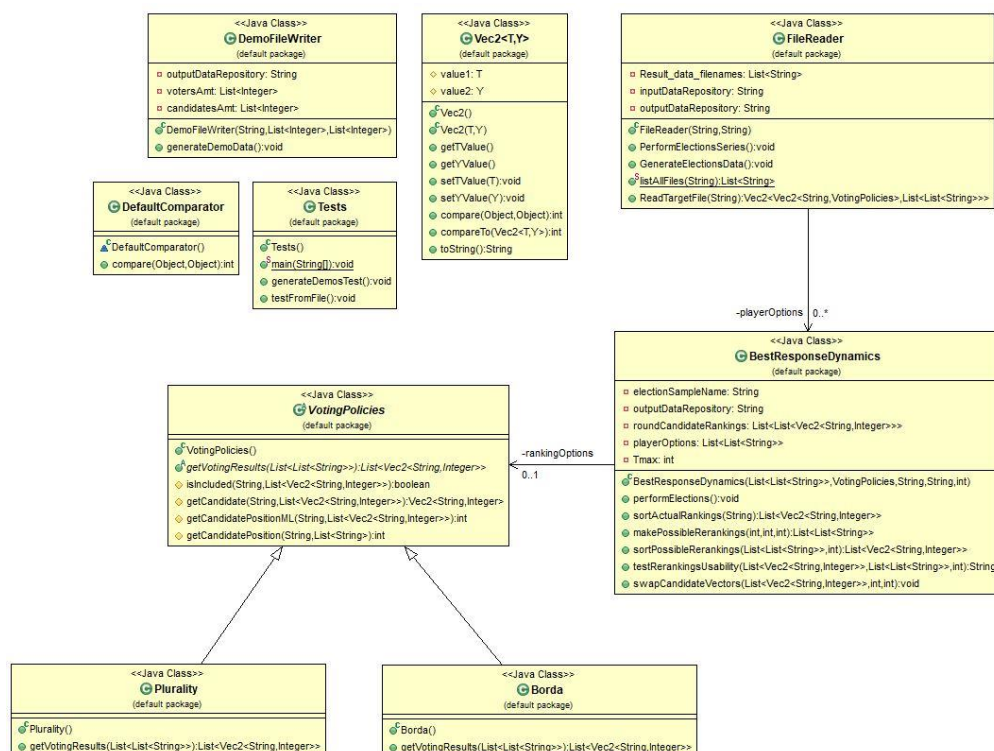 <<Java Class>>
DemoFileWriter
(default package)
outputDataRepository: String
votersAmt: List<Integer>
candidatesAmt: List<Integer>
DemoFileWriter(String,List<Integer>,List<Integer>)
generateDemoData():void
<<Java Class>>
Vec2<T,Y>
(default package)
value1: T
value2: Y
Vec2()
Vec2(T,Y)
getTValue()
getYValue()
setTValue(T):void
setYValue(Y):void
compare(Object,Object):int
compareTo(Vec2<T,Y>):int
toString():String
<<Java Class>>
FileReader
(default package)
Result_data_filenames: List<String>
inputDataRepository: String
outputDataRepository: String
FileReader(String,String)
PerformElectionsSeries():void
GenerateElectionsData():void
listAllFiles(String):List<String>
ReadTargetFile(String):Vec2<Vec2<String,VotingPolicies>,List<List<String>>>
<<Java Class>>
DefaultComparator
(default package)
DefaultComparator()
compare(Object,Object):int
<<Java Class>>
Tests
(default package)
Tests()
main(String[]):void
generateDemosTest():void
testFromFile():void
-playerOptions 0..*
<<Java Class>>
BestResponseDynamics
(default package)
electionSampleName: String
outputDataRepository: String
roundCandidateRankings: List<List<Vec2<String,Integer>>>
playerOptions: List<List<String>>
Tmax: int
BestResponseDynamics(List<List<String>>,VotingPolicies,String,String,int)
performElections():void
sortActualRankings(String):List<Vec2<String,Integer>
makePossibleRerankings(int,int,int):List<List<String>
sortPossibleRerankings(List<List<String>>,int):List<Vec2<String,Integer>
testRerankingsUsability(List<Vec2<String,Integer>>,List<List<String>>,int):String
swapCandidateVectors(List<Vec2<String,Integer>>,int,int):void
-rankingOptions
0..1
<<Java Class>>
VotingPolicies
(default package)
VotingPolicies()
getVotingResults(List<List<String>>):List<Vec2<String,Integer>>
isIncluded(String,List<Vec2<String,Integer>>):boolean
getCandidate(String,List<Vec2<String,Integer>>):Vec2<String,Integer>
getCandidatePositionML(String,List<Vec2<String,Integer>>):int
getCandidatePosition(String,List<String>):int
<<Java Class>>
Plurality
(default package)
Plurality()
getVotingResults(List<List<String>>):List<Vec2<String,Integer>>
<<Java Class>>
Borda
(default package)
Borda()
getVotingResults(List<List<String>>):List<Vec2<String,Integer>>